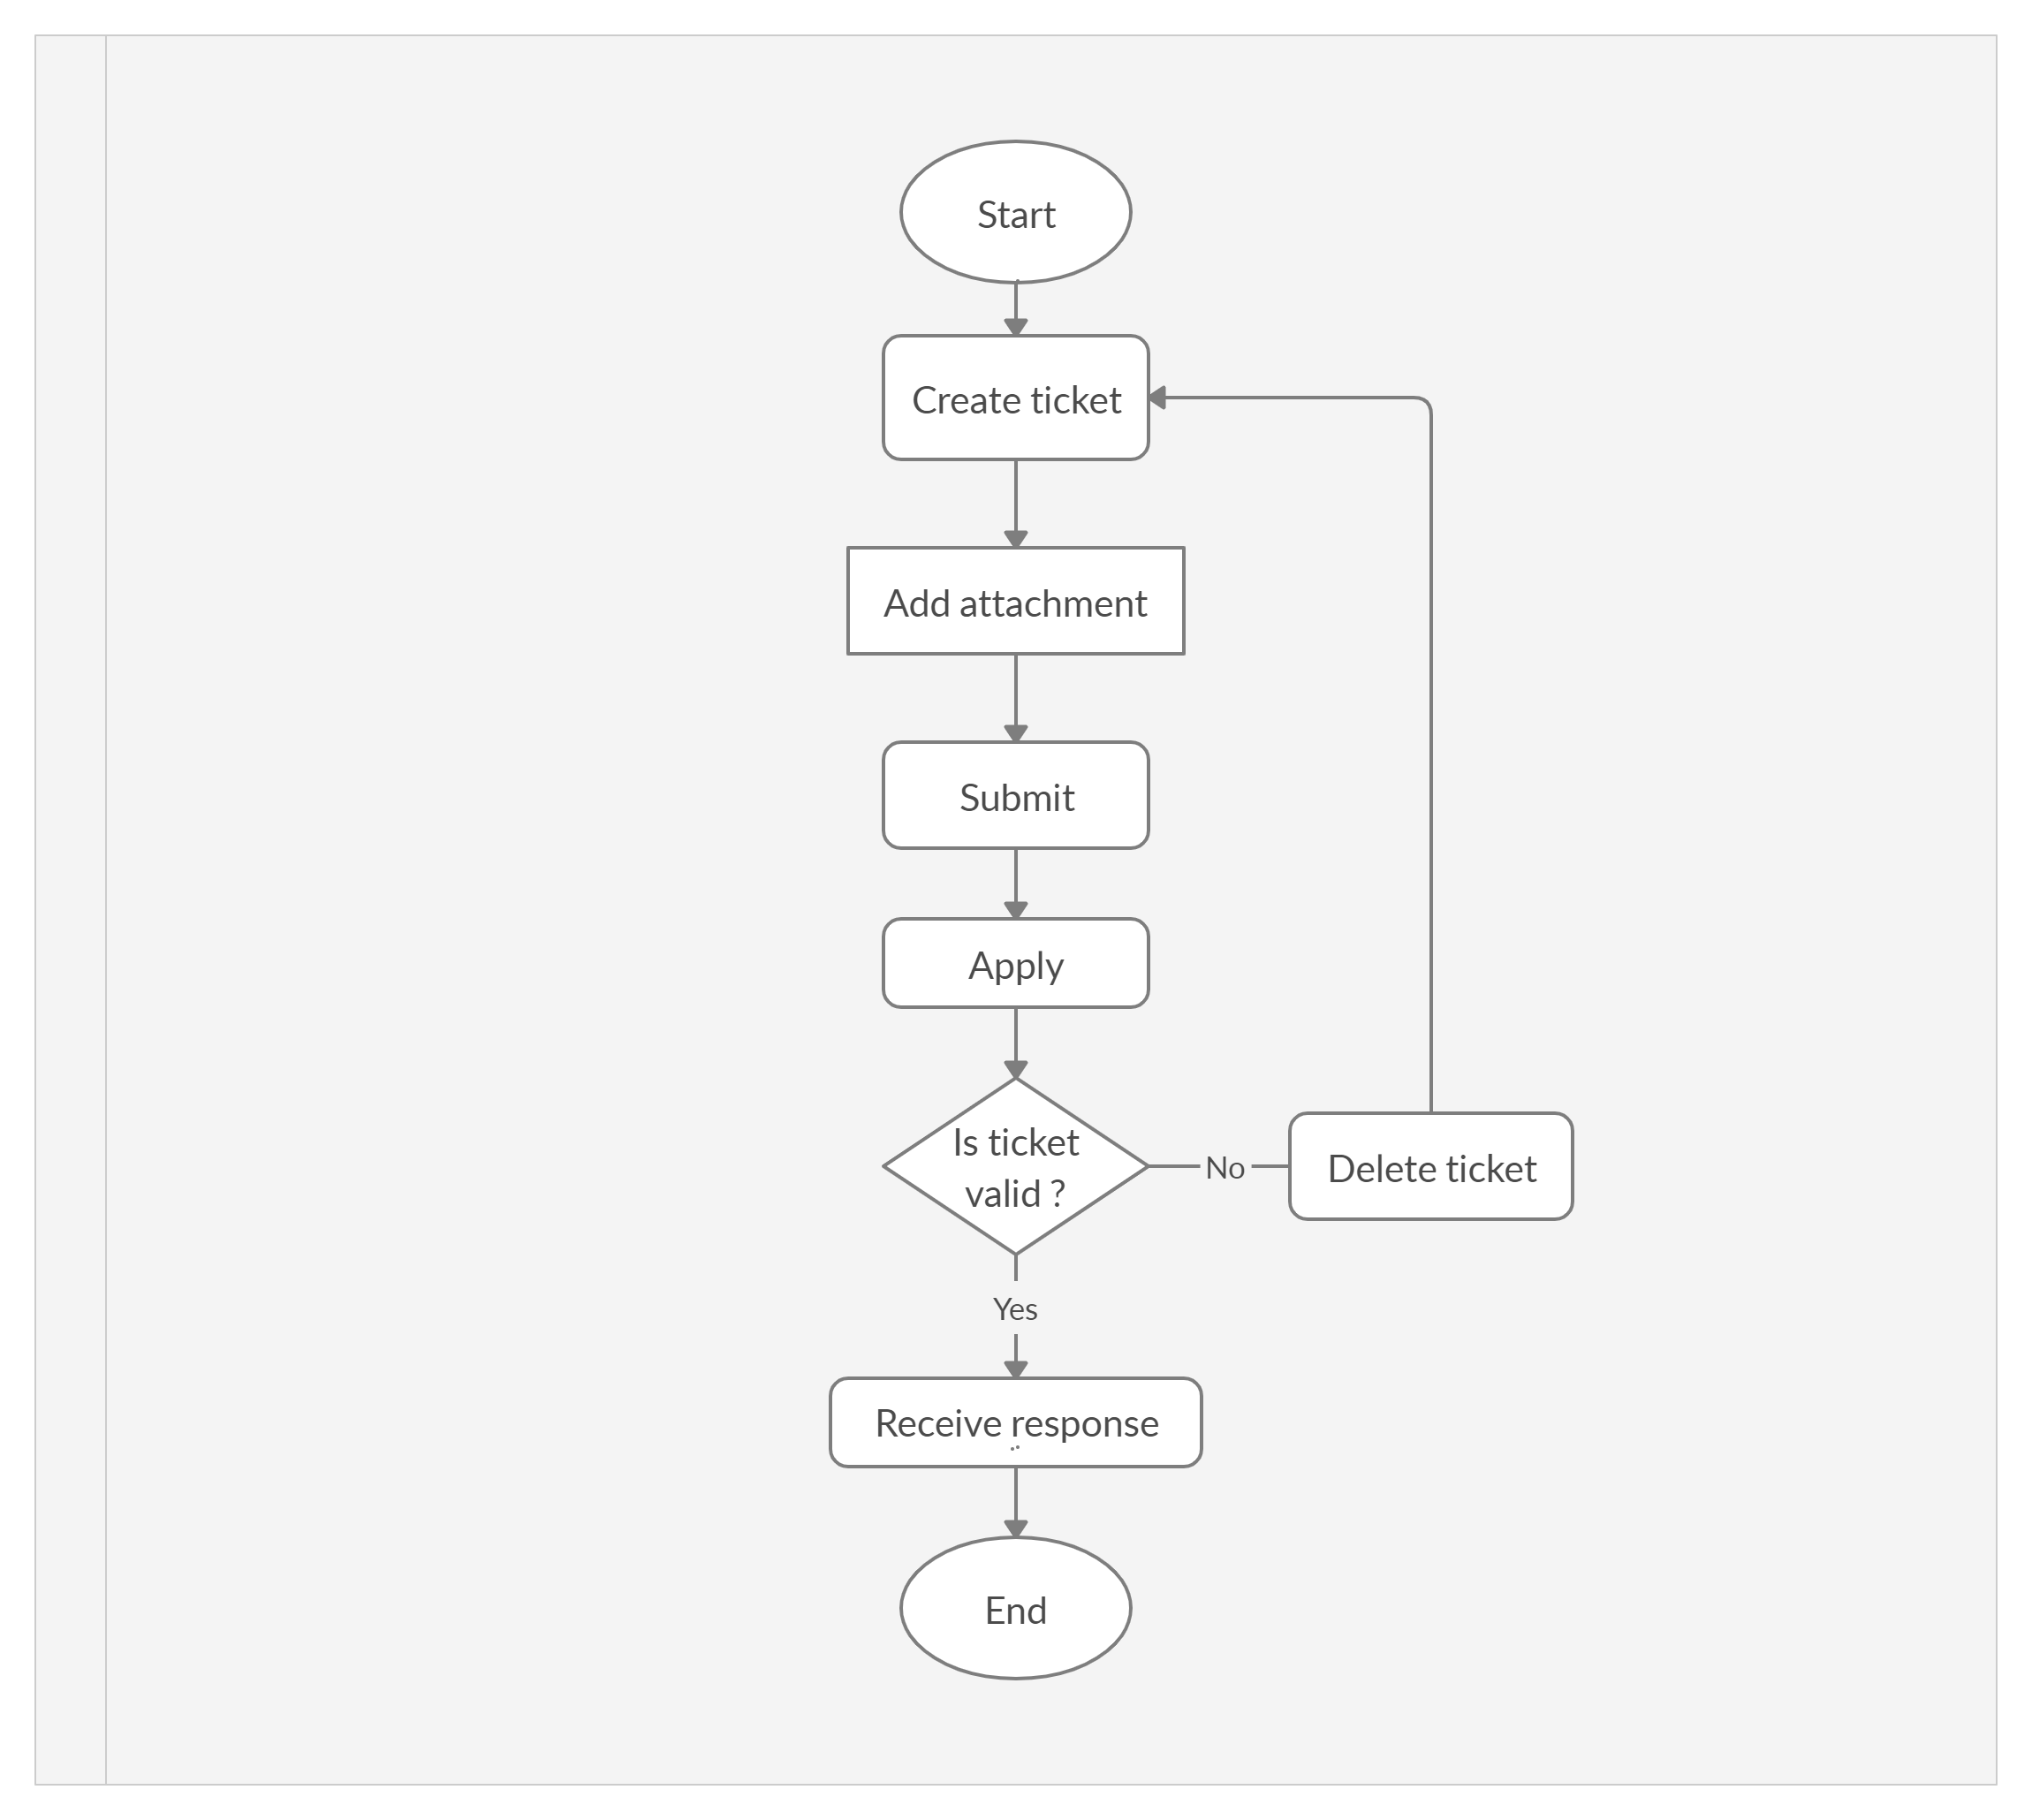 Start
Create ticket
Add attachment
Submit
Apply
Is ticket
valid ?
No
Delete ticket
Yes
Receive response
End